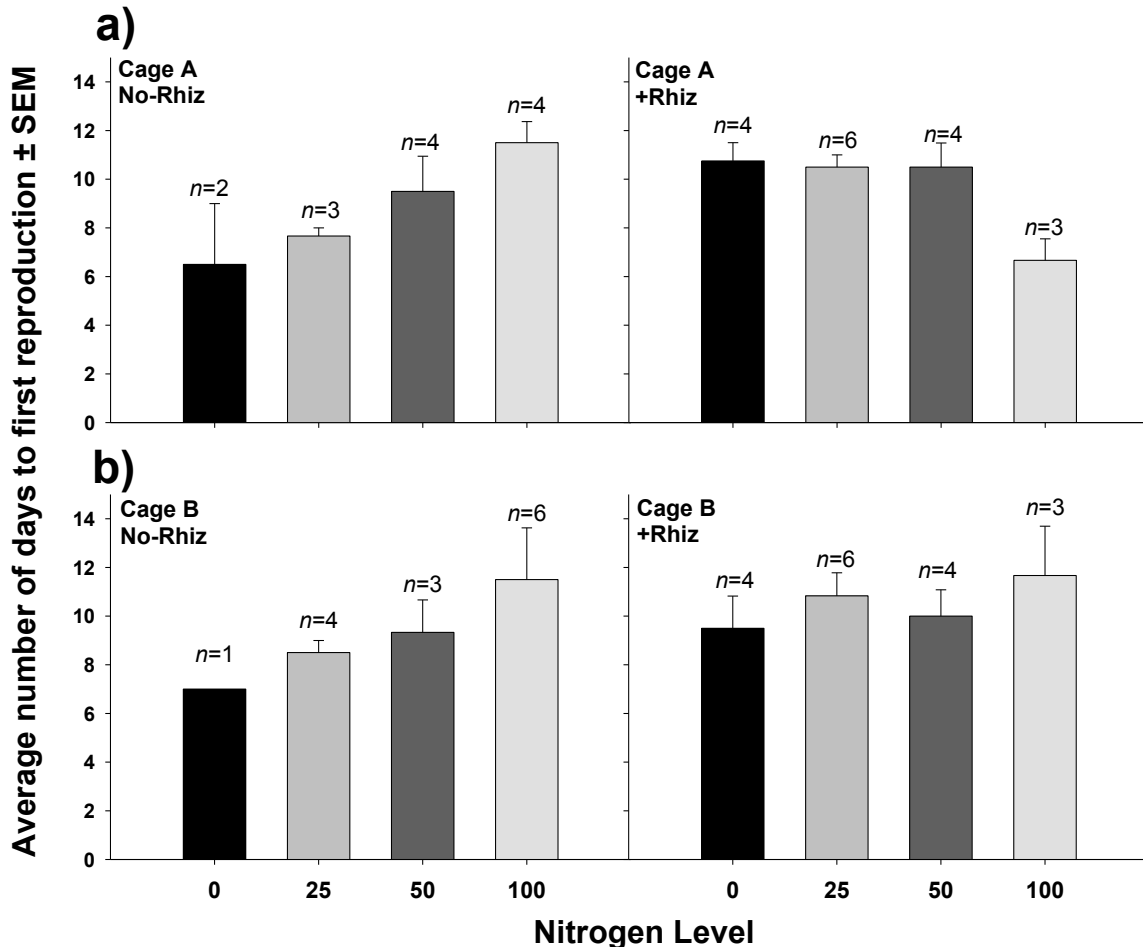 a)
Average number of days to first reproduction ± SEM
Cage A
No-Rhiz
14
12
10
8
6
4
2
0
n=2
n=3
n=4
n=4
Cage A
+Rhiz
n=4
n=6
n=4
n=3
b)
Cage B
No-Rhiz
14
12
10
8
6
4
2
0
n=1
n=4
n=3
n=6
Cage B
+Rhiz
n=4
n=6
n=4
n=3
0 25 50 100
0 25 50 100
Nitrogen Level